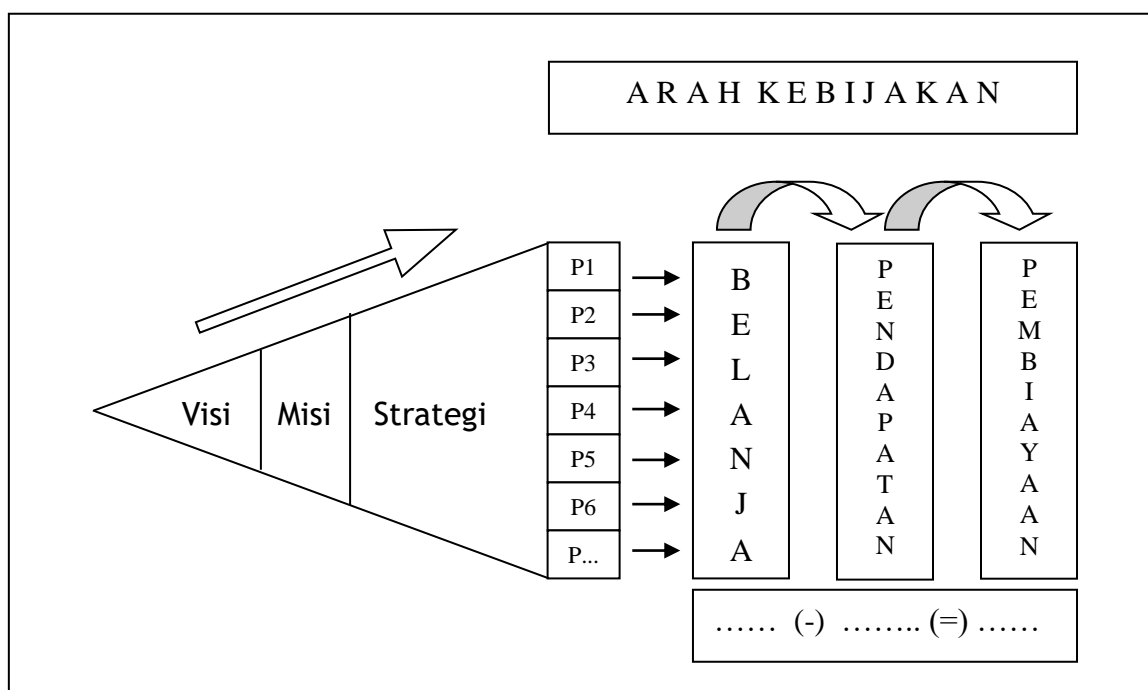 A R A H  K E B I J A K A N
Visi
Misi
Strategi
P1
P2
P3
P4
P5
P6
P...
B
E
L
A
N
J
A
P
E
N
D
A
P
A
T
A
N
P
E
M
B
I
A
Y
A
A
N
…… (-) …….. (=) ……